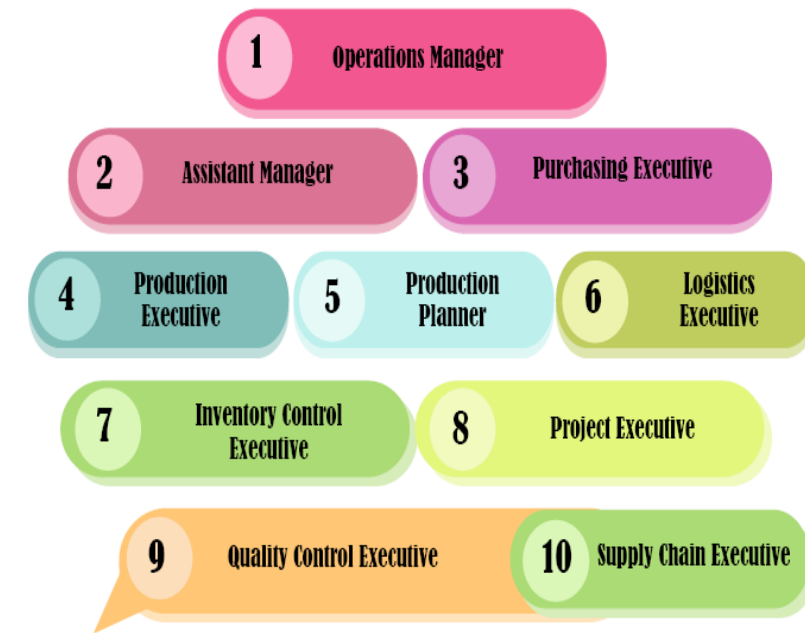 1 Operations Manager
2 Assistant Manager
3 Purchasing Executive
4 Production
Executive
5 Production
Planner
6 Logistics
Executive
7 Inventory Control
Executive
8 Project Executive
9 Quality Control Executive
10 Supply Chain Executive